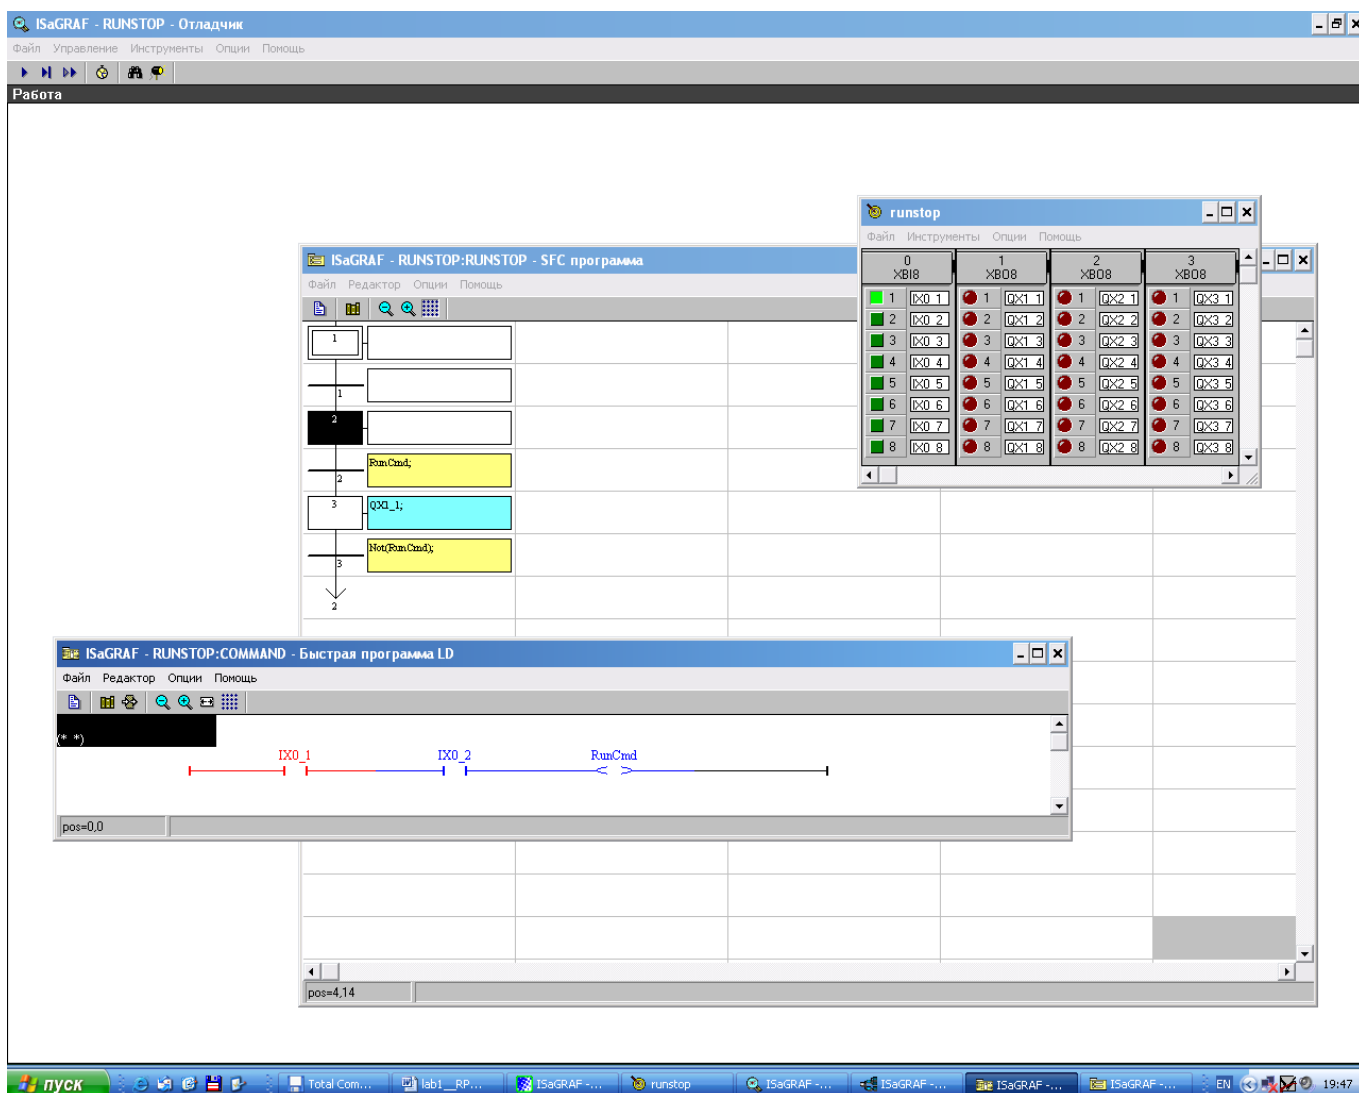 ISaGRAF - RUNSTOP - Отладчик
Файл Управление Инструменты Опции Помощь
Работа
runstop
Файл Инструменты Опции Помощь
0 1 2 3
XBI8 XBO8 XBO8 XBO8
1 IX0_1 1 QX1_1 1 QX2_1 1 QX3_1
2 IX0_2 2 QX1_2 2 QX2_2 2 QX3_2
3 IX0_3 3 QX1_3 3 QX2_3 3 QX3_3
4 IX0_4 4 QX1_4 4 QX2_4 4 QX3_4
5 IX0_5 5 QX1_5 5 QX2_5 5 QX3_5
6 IX0_6 6 QX1_6 6 QX2_6 6 QX3_6
7 IX0_7 7 QX1_7 7 QX2_7 7 QX3_7
8 IX0_8 8 QX1_8 8 QX2_8 8 QX3_8
ISaGRAF - RUNSTOP:RUNSTOP - SFC программа
Файл Редактор Опции Помощь
1
1
2
RunCmd;
2
3 QX1_1;
Not(RunCmd);
3
2
ISaGRAF - RUNSTOP:COMMAND - Быстрая программа LD
Файл Редактор Опции Помощь
(* *)
IX0_1 IX0_2 RunCmd
pos=0,0
pos=4,14
пуск Total Com... lab1__RP... ISaGRAF -... runstop ISaGRAF -... ISaGRAF -... ISaGRAF -... ISaGRAF -... EN 19:47